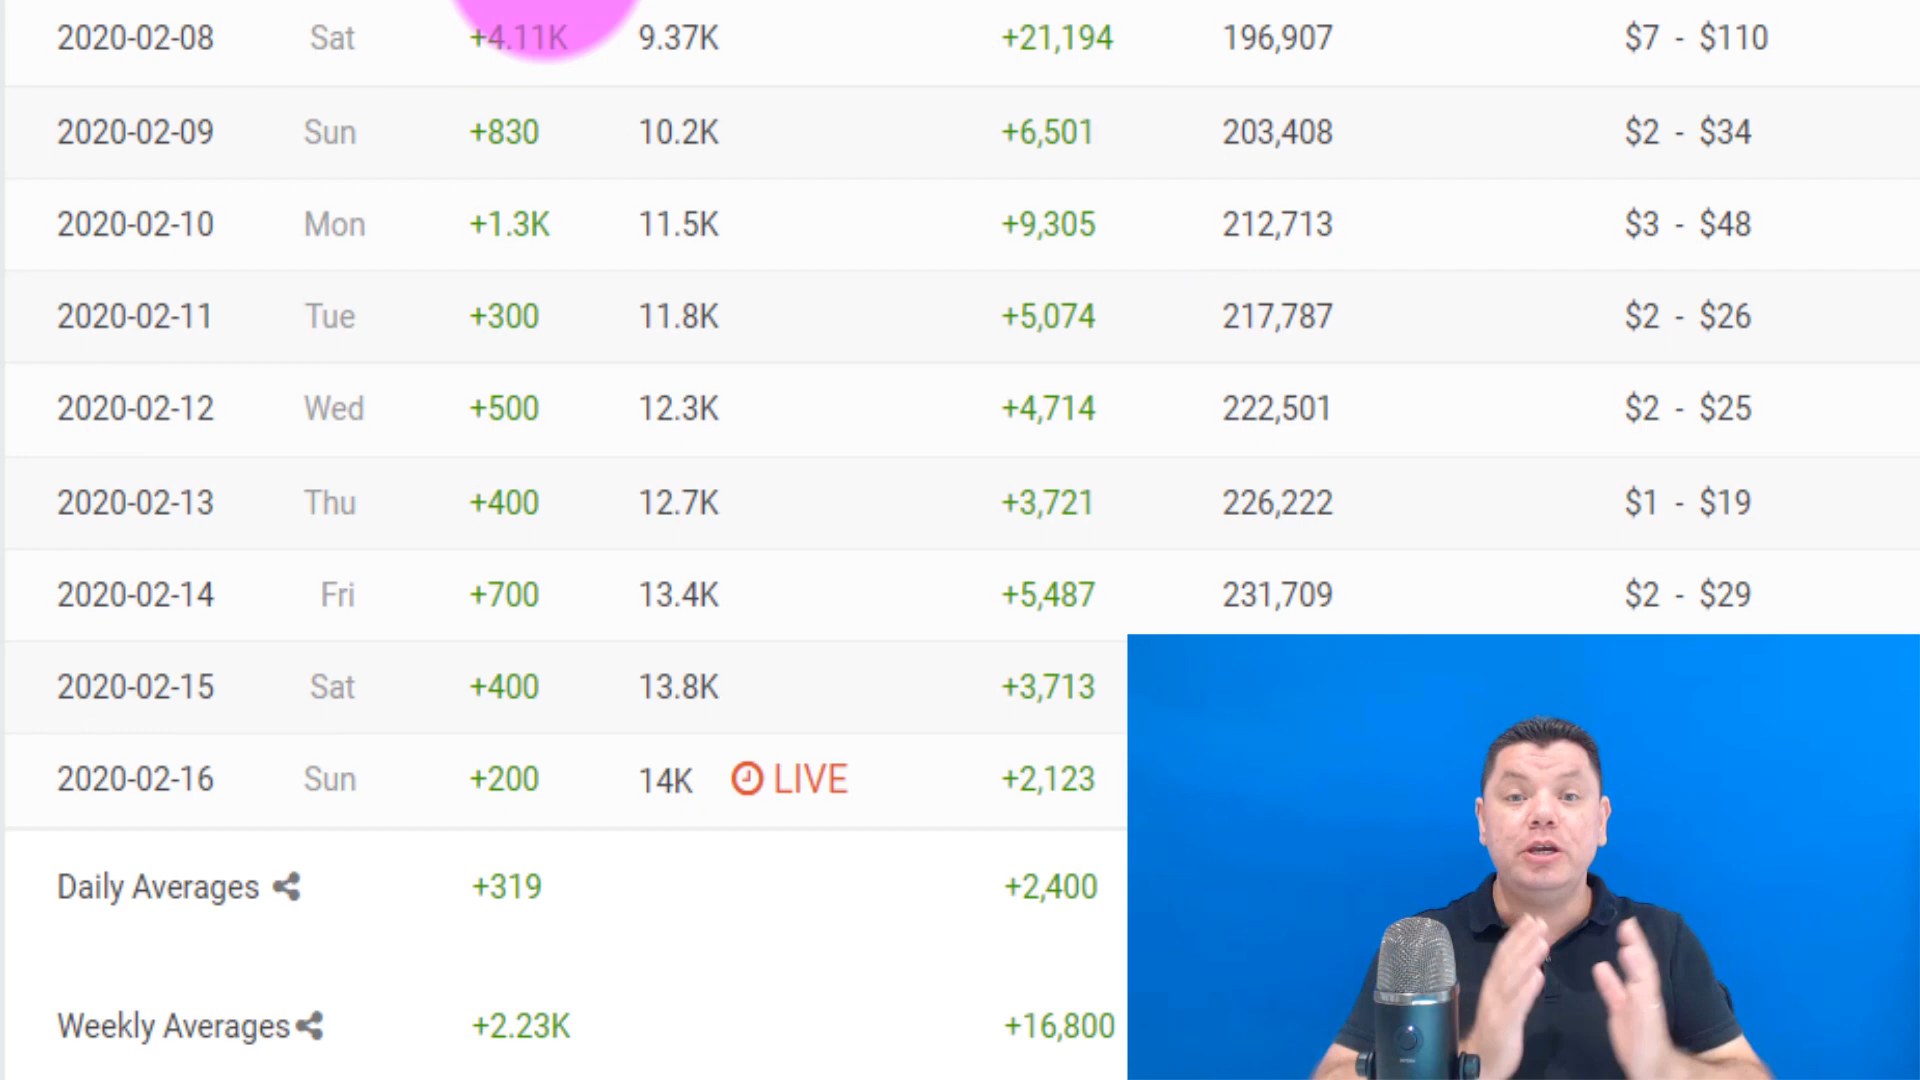 2020-02-08 Sat +4.11K 9.37K +21,194 196,907 $7 - $110
2020-02-09 Sun +830 10.2K +6,501 203,408 $2 - $34
2020-02-10 Mon +1.3K 11.5K +9,305 212,713 $3 - $48
2020-02-11 Tue +300 11.8K +5,074 217,787 $2 - $26
2020-02-12 Wed +500 12.3K +4,714 222,501 $2 - $25
2020-02-13 Thu +400 12.7K +3,721 226,222 $1 - $19
2020-02-14 Fri +700 13.4K +5,487 231,709 $2 - $29
2020-02-15 Sat +400 13.8K +3,713
2020-02-16 Sun +200 14K LIVE +2,123
Daily Averages +319 +2,400
Weekly Averages +2.23K +16,800